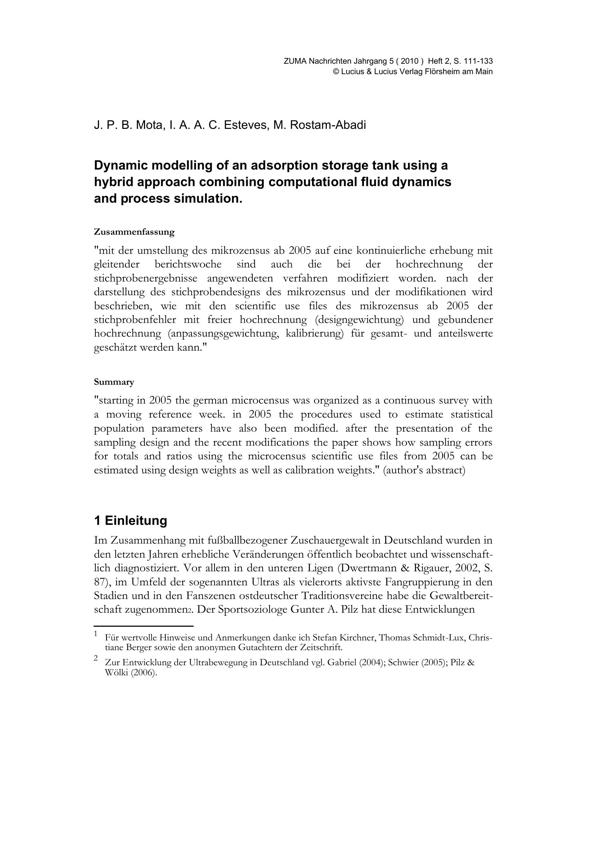 ZUMA Nachrichten Jahrgang 5 ( 2010 ) Heft 2, S. 111-133
© Lucius & Lucius Verlag Flörsheim am Main
J. P. B. Mota, I. A. A. C. Esteves, M. Rostam-Abadi
Dynamic modelling of an adsorption storage tank using a
hybrid approach combining computational fluid dynamics
and process simulation.
Zusammenfassung
"mit der umstellung des mikrozensus ab 2005 auf eine kontinuierliche erhebung mit
gleitender berichtswoche sind auch die bei der hochrechnung der
stichprobenergebnisse angewendeten verfahren modifiziert worden. nach der
darstellung des stichprobendesigns des mikrozensus und der modifikationen wird
beschrieben, wie mit den scientific use files des mikrozensus ab 2005 der
stichprobenfehler mit freier hochrechnung (designgewichtung) und gebundener
hochrechnung (anpassungsgewichtung, kalibrierung) für gesamt- und anteilswerte
geschätzt werden kann."
Summary
"starting in 2005 the german microcensus was organized as a continuous survey with
a moving reference week. in 2005 the procedures used to estimate statistical
population parameters have also been modified. after the presentation of the
sampling design and the recent modifications the paper shows how sampling errors
for totals and ratios using the microcensus scientific use files from 2005 can be
estimated using design weights as well as calibration weights." (author's abstract)
1 Einleitung
Im Zusammenhang mit fußballbezogener Zuschauergewalt in Deutschland wurden in
den letzten Jahren erhebliche Veränderungen öffentlich beobachtet und wissenschaft-
lich diagnostiziert. Vor allem in den unteren Ligen (Dwertmann & Rigauer, 2002, S.
87), im Umfeld der sogenannten Ultras als vielerorts aktivste Fangruppierung in den
Stadien und in den Fanszenen ostdeutscher Traditionsvereine habe die Gewaltbereit-
schaft zugenommen2. Der Sportsoziologe Gunter A. Pilz hat diese Entwicklungen
1 Für wertvolle Hinweise und Anmerkungen danke ich Stefan Kirchner, Thomas Schmidt-Lux, Chris-
tiane Berger sowie den anonymen Gutachtern der Zeitschrift.
2 Zur Entwicklung der Ultrabewegung in Deutschland vgl. Gabriel (2004); Schwier (2005); Pilz &
Wölki (2006).